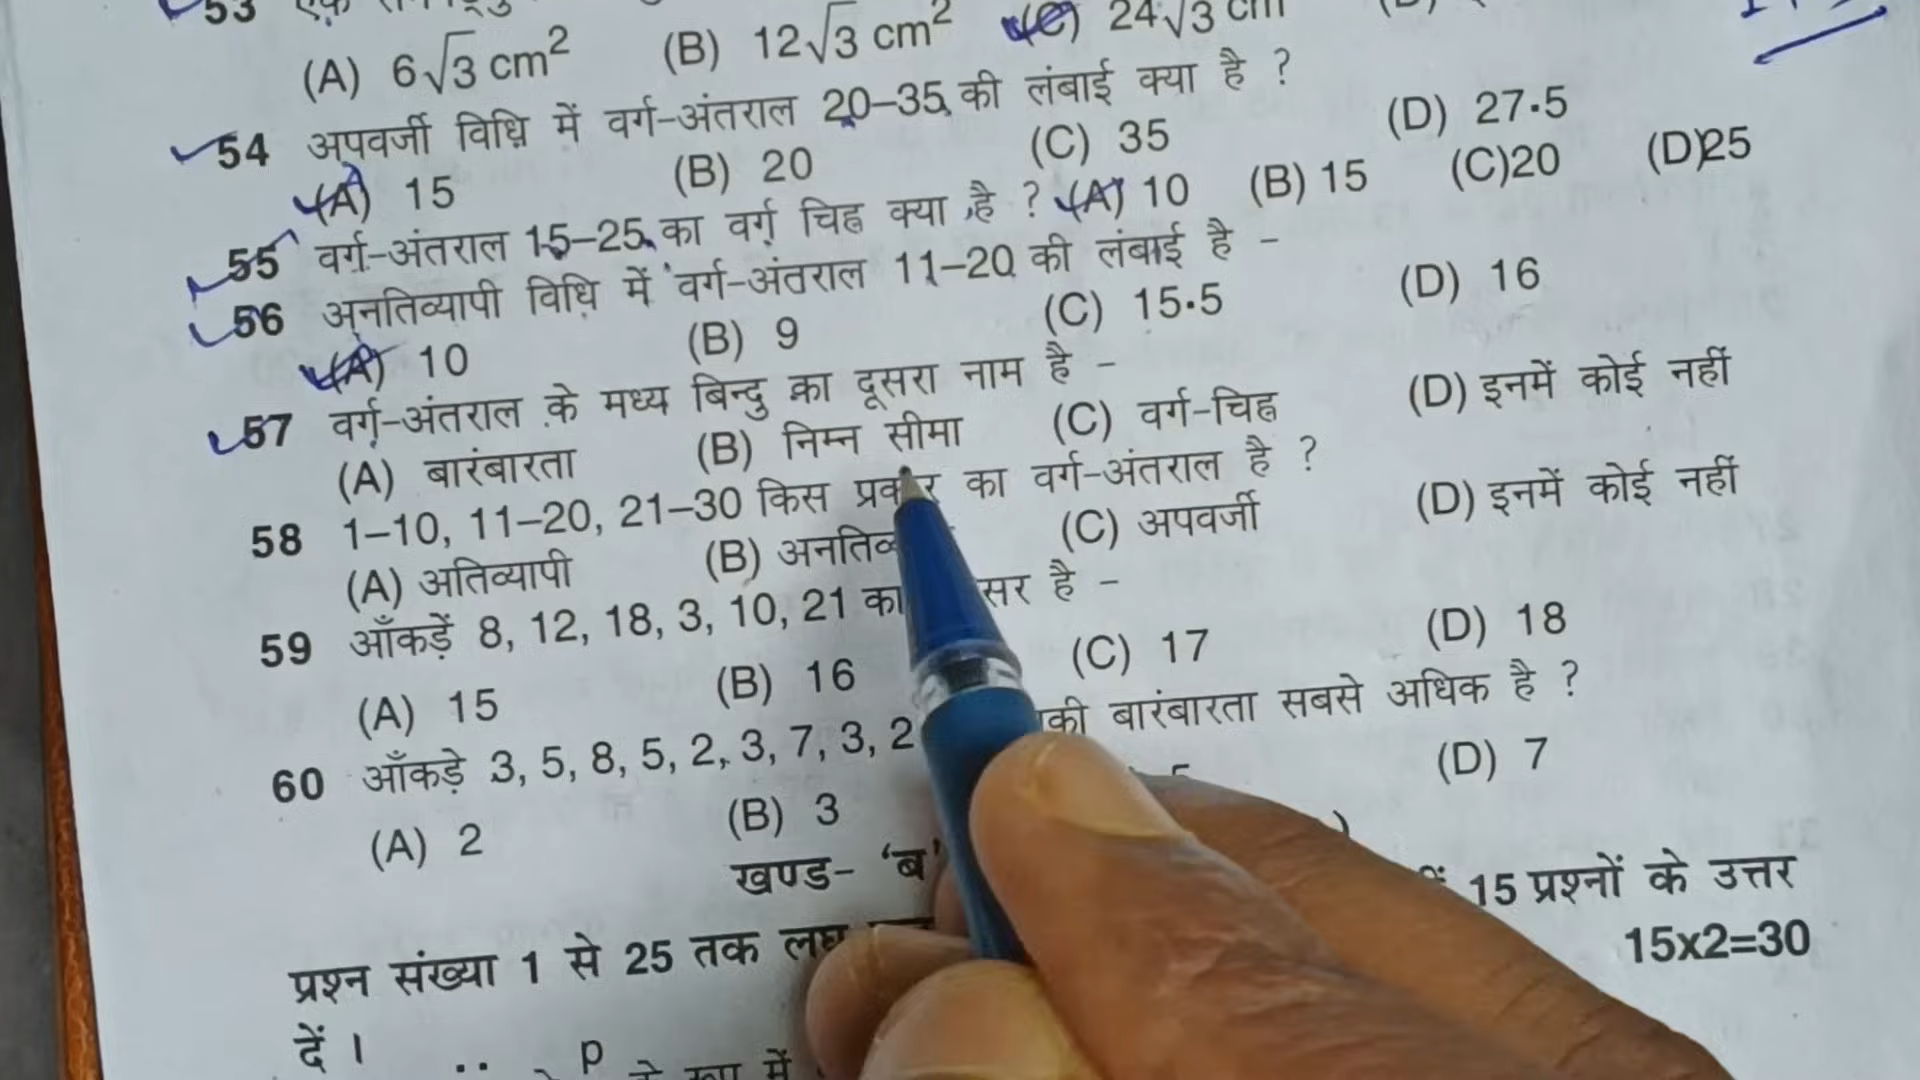 53 एक
(A) 6√3 cm² (B) 12√3 cm² (C) 24√3 cm
54 अपवर्जी विधि में वर्ग-अंतराल 20-35 की लंबाई क्या है ?
(A) 15 (B) 20 (C) 35 (D) 27·5
55 वर्ग-अंतराल 15-25 का वर्ग चिह्न क्या है ? (A) 10 (B) 15 (C)20 (D)25
56 अनतिव्यापी विधि में वर्ग-अंतराल 11-20 की लंबाई है -
(A) 10 (B) 9 (C) 15·5 (D) 16
57 वर्ग-अंतराल के मध्य बिन्दु का दूसरा नाम है -
(A) बारंबारता (B) निम्न सीमा (C) वर्ग-चिह्न (D) इनमें कोई नहीं
58 1-10, 11-20, 21-30 किस प्रकार का वर्ग-अंतराल है ?
(A) अतिव्यापी (B) अनतिव्य (C) अपवर्जी (D) इनमें कोई नहीं
59 आँकड़ें 8, 12, 18, 3, 10, 21 का सर है -
(A) 15 (B) 16 (C) 17 (D) 18
60 आँकड़े 3, 5, 8, 5, 2, 3, 7, 3, 2 की बारंबारता सबसे अधिक है ?
(A) 2 (B) 3 (D) 7
खण्ड- 'ब'
प्रश्न संख्या 1 से 25 तक लघु 15 प्रश्नों के उत्तर
दें । 15x2=30
p
में